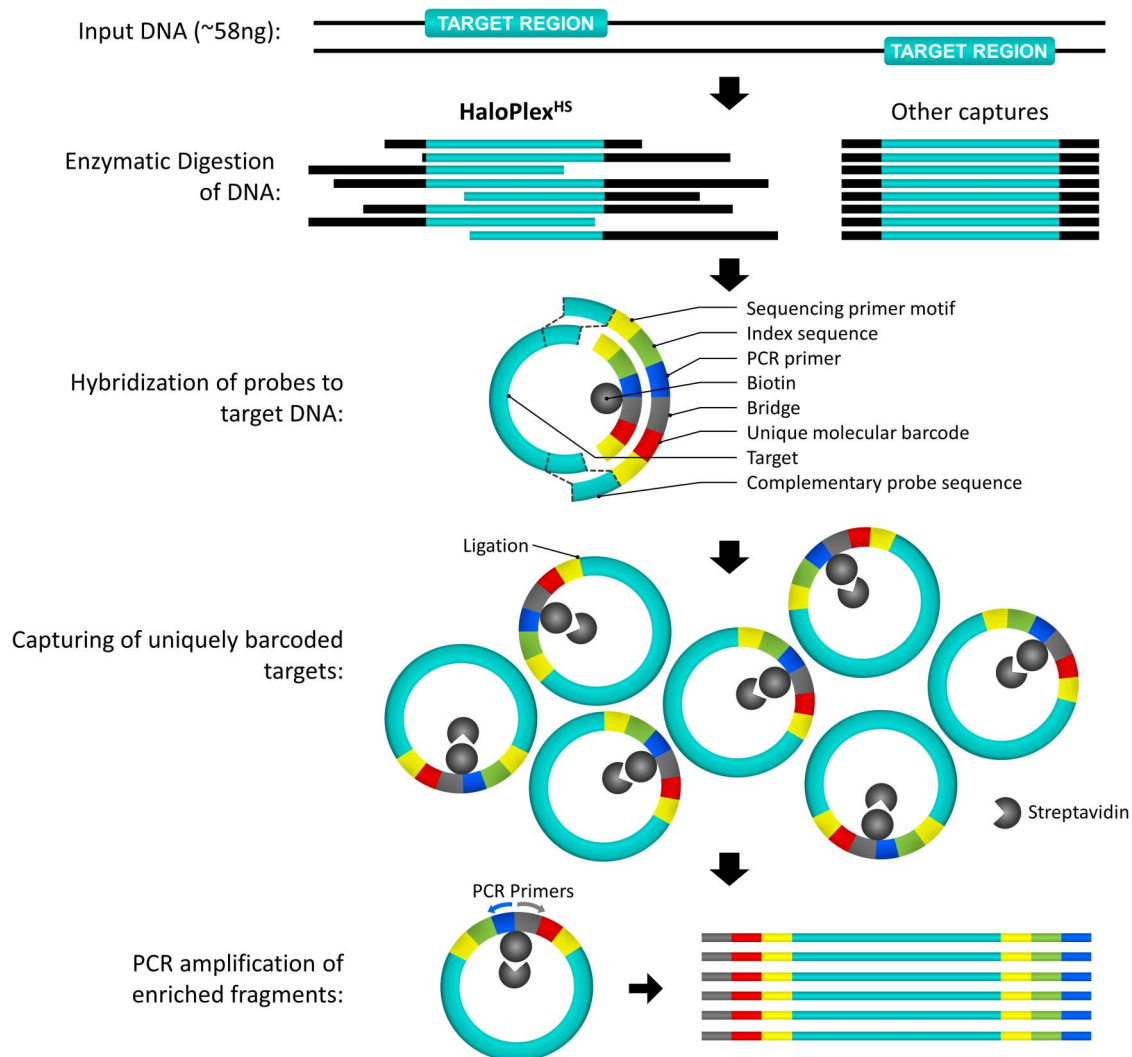 Input DNA (~58ng):
TARGET REGION
TARGET REGION
HaloPlexHS
Other captures
Enzymatic Digestion
of DNA:
Hybridization of probes to
target DNA:
Sequencing primer motif
Index sequence
PCR primer
Biotin
Bridge
Unique molecular barcode
Target
Complementary probe sequence
Ligation
Capturing of uniquely barcoded
targets:
Streptavidin
PCR Primers
PCR amplification of
enriched fragments: